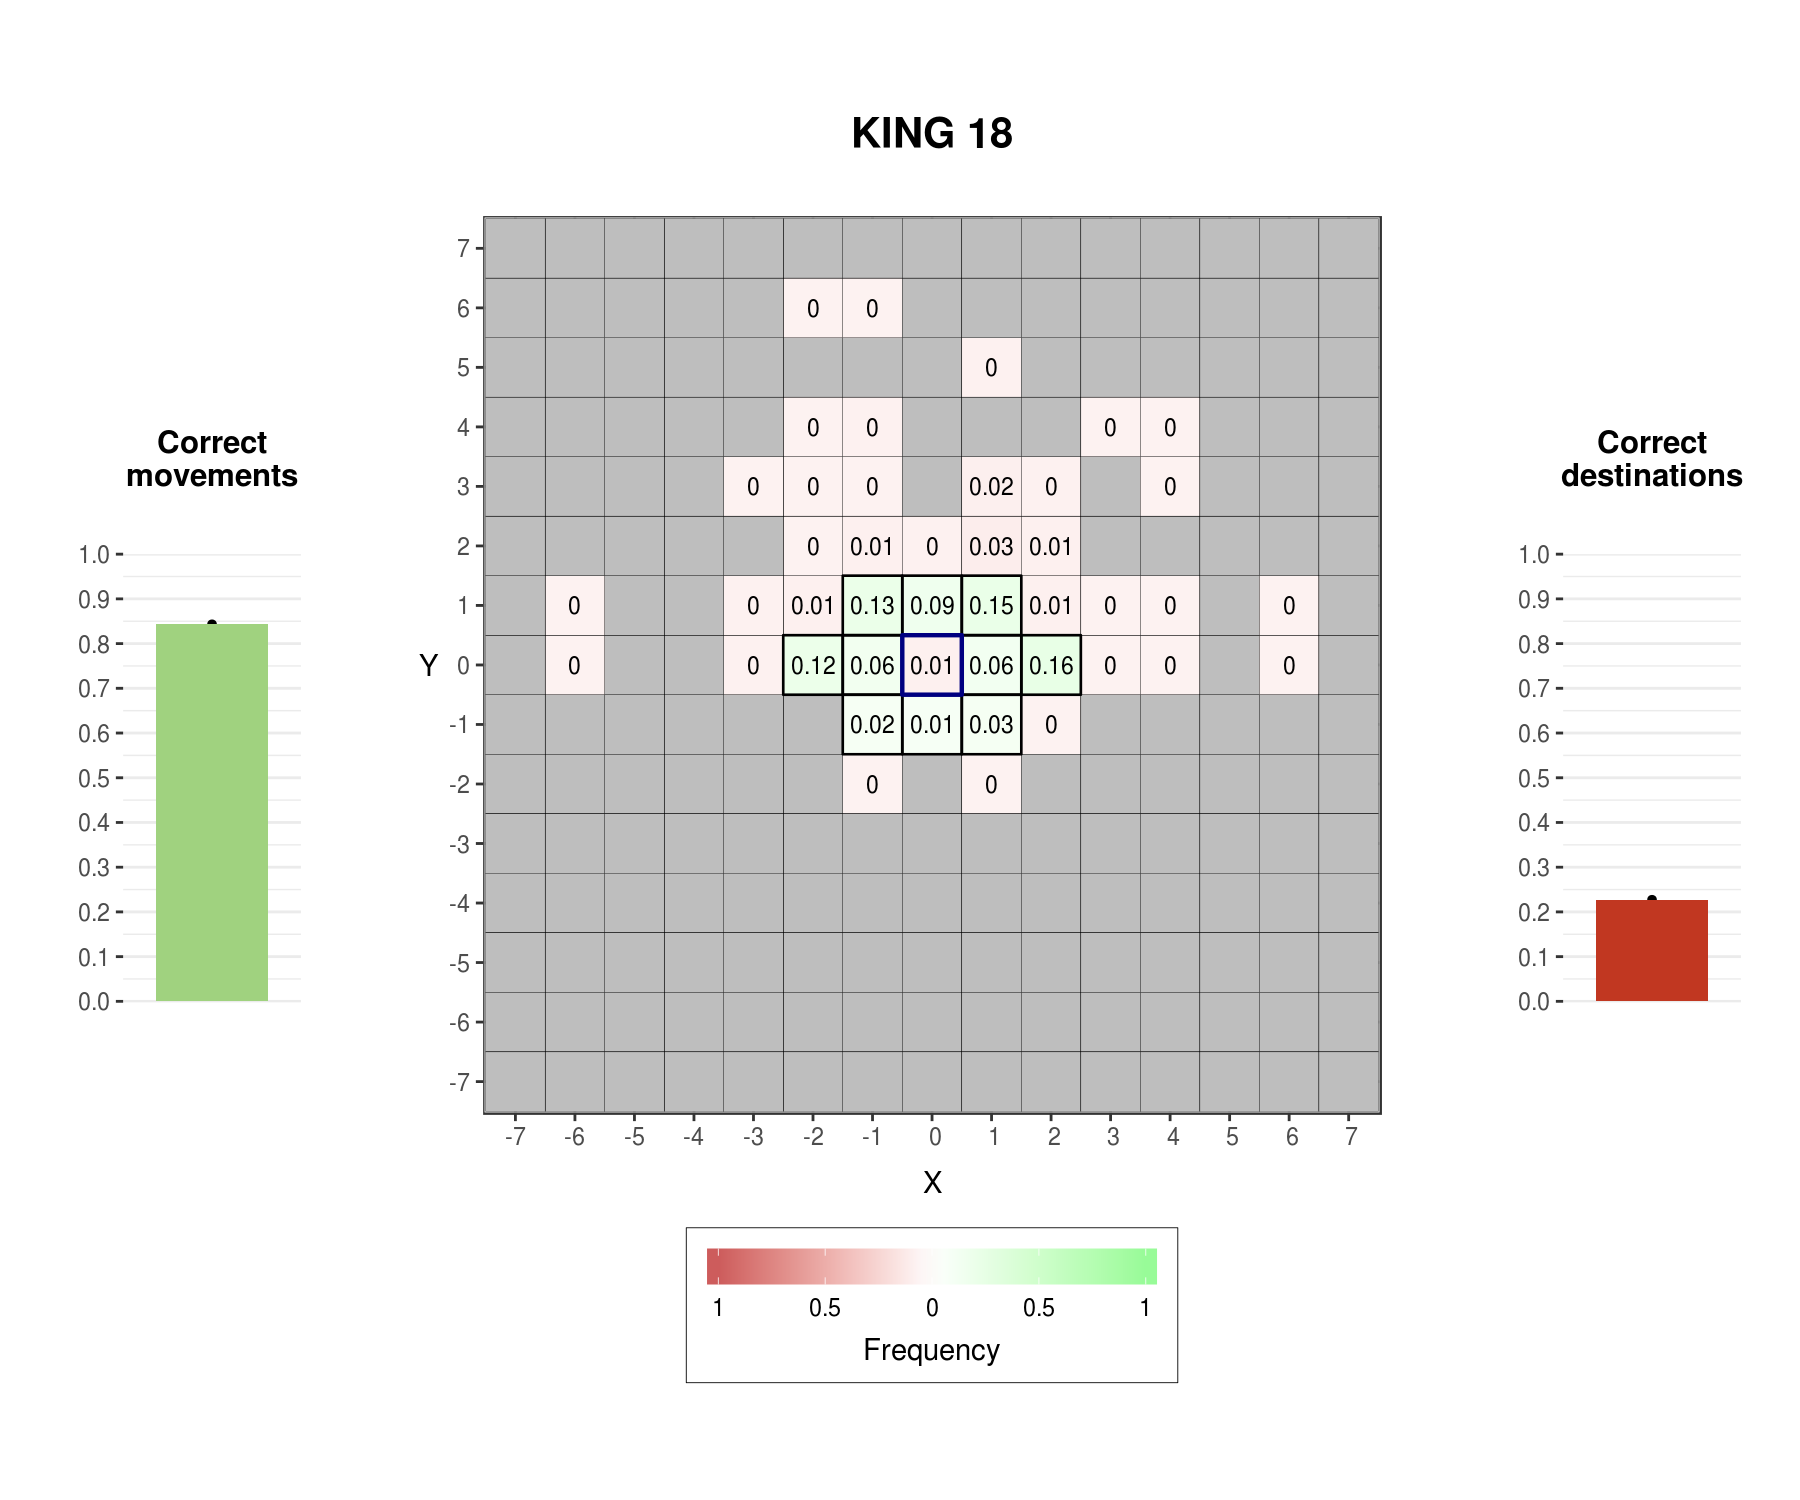 KING 18
Correct
movements
1.0
0.9
0.8
0.7
0.6
0.5
0.4
0.3
0.2
0.1
0.0
Y
7
6 0 0
5 0
4 0 0 0 0
3 0 0 0 0.02 0 0
2 0 0.01 0 0.03 0.01
1 0 0 0.01 0.13 0.09 0.15 0.01 0 0 0
0 0 0 0.12 0.06 0.01 0.06 0.16 0 0 0
-1 0.02 0.01 0.03 0
-2 0 0
-3
-4
-5
-6
-7
-7 -6 -5 -4 -3 -2 -1 0 1 2 3 4 5 6 7
X
1 0.5 0 0.5 1
Frequency
Correct
destinations
1.0
0.9
0.8
0.7
0.6
0.5
0.4
0.3
0.2
0.1
0.0